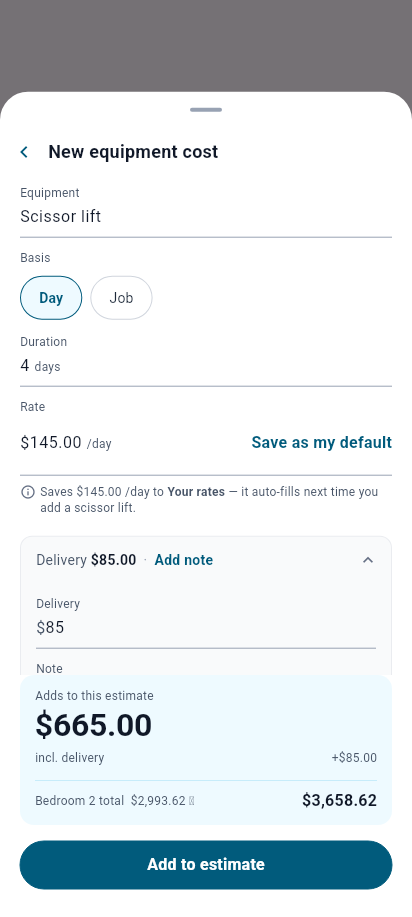 New equipment cost
Equipment
Scissor lift
Basis
Day Job
Duration
4 days
Rate
$145.00 /day Save as my default
Saves $145.00 /day to Your rates — it auto-fills next time you
add a scissor lift.
Delivery $85.00 · Add note
Delivery
$85
Note
Adds to this estimate
$665.00
incl. delivery +$85.00
Bedroom 2 total $2,993.62 $3,658.62
Add to estimate